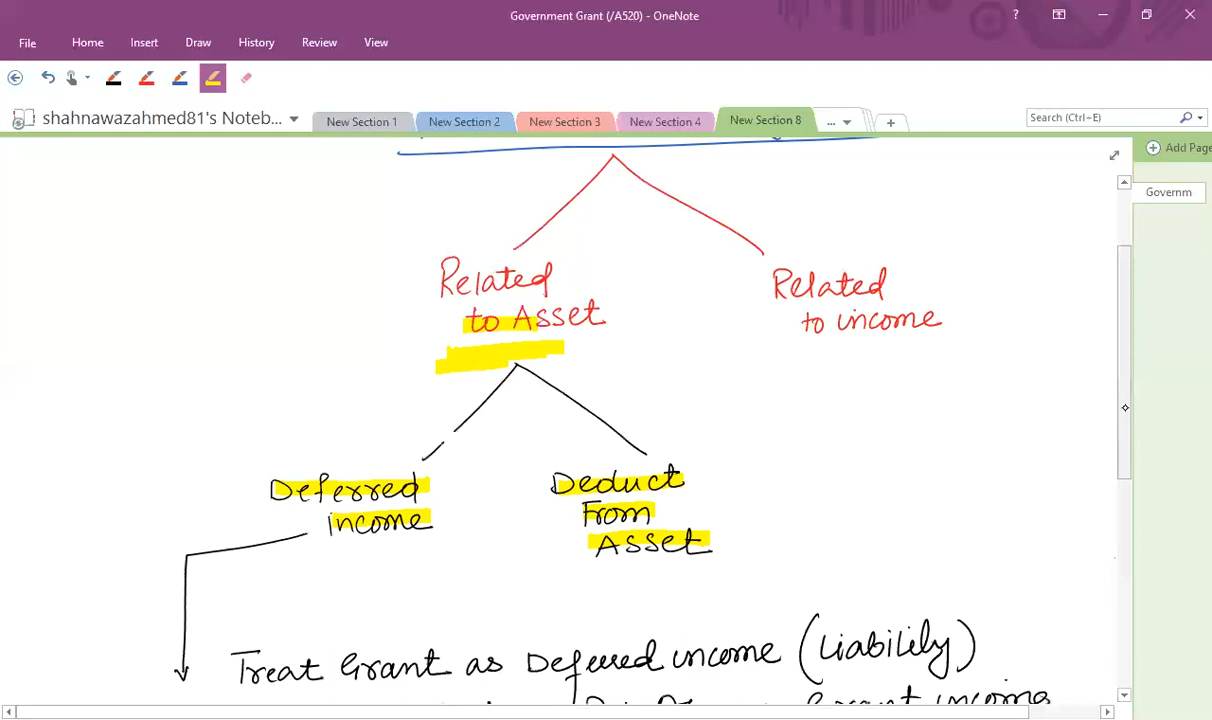 Government Grant (/A520) - OneNote
?
File Home Insert Draw History Review View
shahnawazahmed81's Noteb...
New Section 1
New Section 2
New Section 3
New Section 4
New Section 8
...
+
Search (Ctrl+E)
Add Page
Governm
Related
to Asset
Related
to income
Deferred
income
Deduct
From
Asset
Treat Grant as Deferred income (Liability)
Grant income